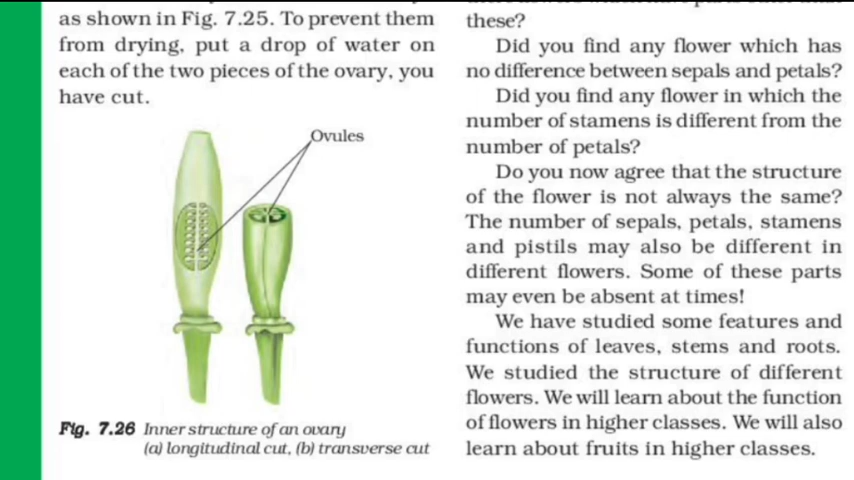 as shown in Fig. 7.25. To prevent them
from drying, put a drop of water on
each of the two pieces of the ovary, you
have cut.
Ovules
Fig. 7.26 Inner structure of an ovary
(a) longitudinal cut, (b) transverse cut
these?
Did you find any flower which has
no difference between sepals and petals?
Did you find any flower in which the
number of stamens is different from the
number of petals?
Do you now agree that the structure
of the flower is not always the same?
The number of sepals, petals, stamens
and pistils may also be different in
different flowers. Some of these parts
may even be absent at times!
We have studied some features and
functions of leaves, stems and roots.
We studied the structure of different
flowers. We will learn about the function
of flowers in higher classes. We will also
learn about fruits in higher classes.